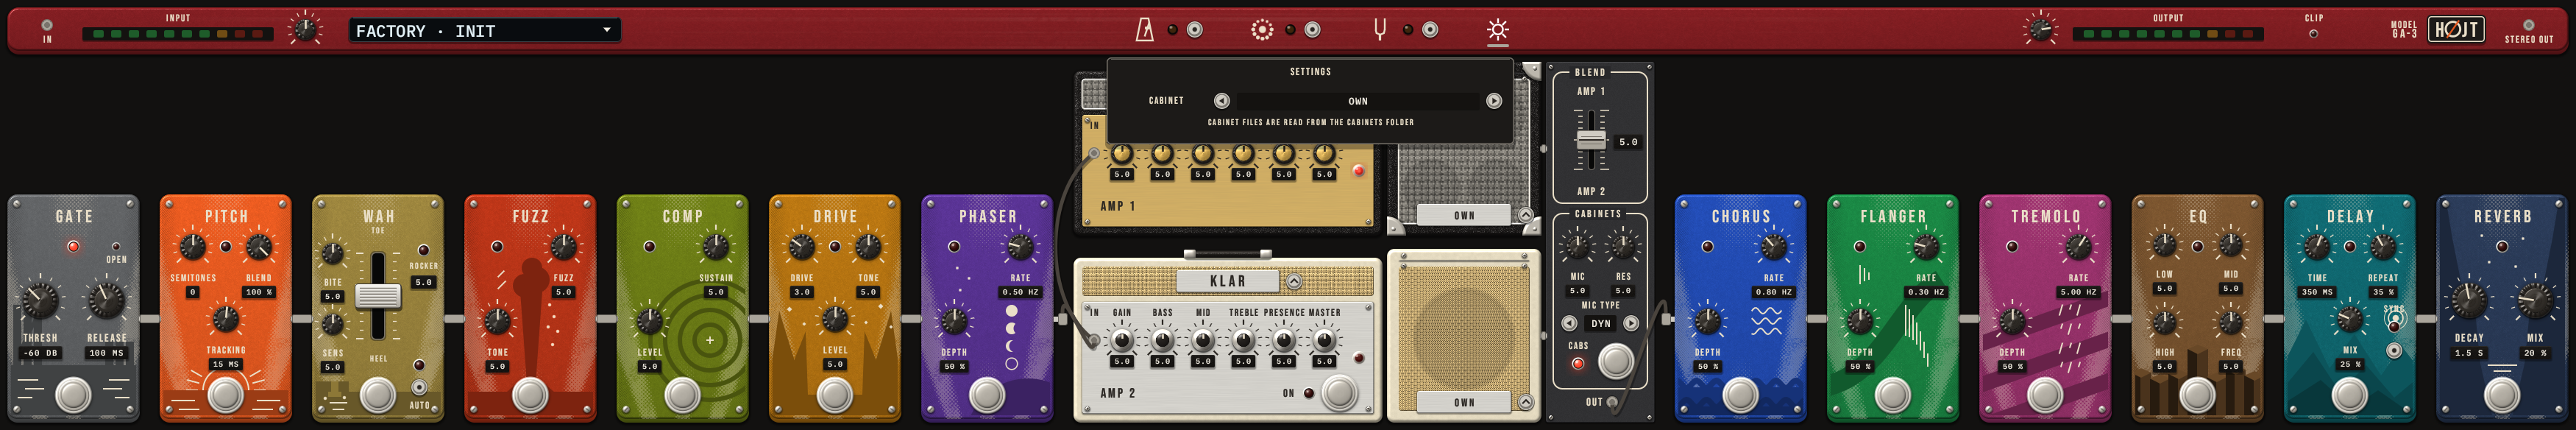 INPUT
IN
FACTORY · INIT
OUTPUT
CLIP
MODEL
GA-3
HØJT
STEREO OUT
SETTINGS
CABINET
OWN
CABINET FILES ARE READ FROM THE CABINETS FOLDER
GATE
OPEN
THRESH
RELEASE
-60 DB
100 MS
PITCH
SEMITONES
BLEND
0
100 %
TRACKING
15 MS
WAH
TOE
ROCKER
5.0
BITE
5.0
SENS
5.0
HEEL
AUTO
FUZZ
FUZZ
5.0
TONE
5.0
COMP
SUSTAIN
5.0
LEVEL
5.0
DRIVE
DRIVE
TONE
3.0
5.0
LEVEL
5.0
PHASER
RATE
0.50 HZ
DEPTH
50 %
IN
5.0
5.0
5.0
5.0
5.0
5.0
AMP 1
OWN
KLAR
IN
GAIN
BASS
MID
TREBLE
PRESENCE
MASTER
5.0
5.0
5.0
5.0
5.0
5.0
AMP 2
ON
OWN
BLEND
AMP 1
5.0
AMP 2
CABINETS
MIC
RES
5.0
5.0
MIC TYPE
DYN
CABS
OUT
CHORUS
RATE
0.80 HZ
DEPTH
50 %
FLANGER
RATE
0.30 HZ
DEPTH
50 %
TREMOLO
RATE
5.00 HZ
DEPTH
50 %
EQ
LOW
MID
5.0
5.0
HIGH
FREQ
5.0
5.0
DELAY
TIME
REPEAT
350 MS
35 %
SYNC
MIX
25 %
REVERB
DECAY
MIX
1.5 S
20 %